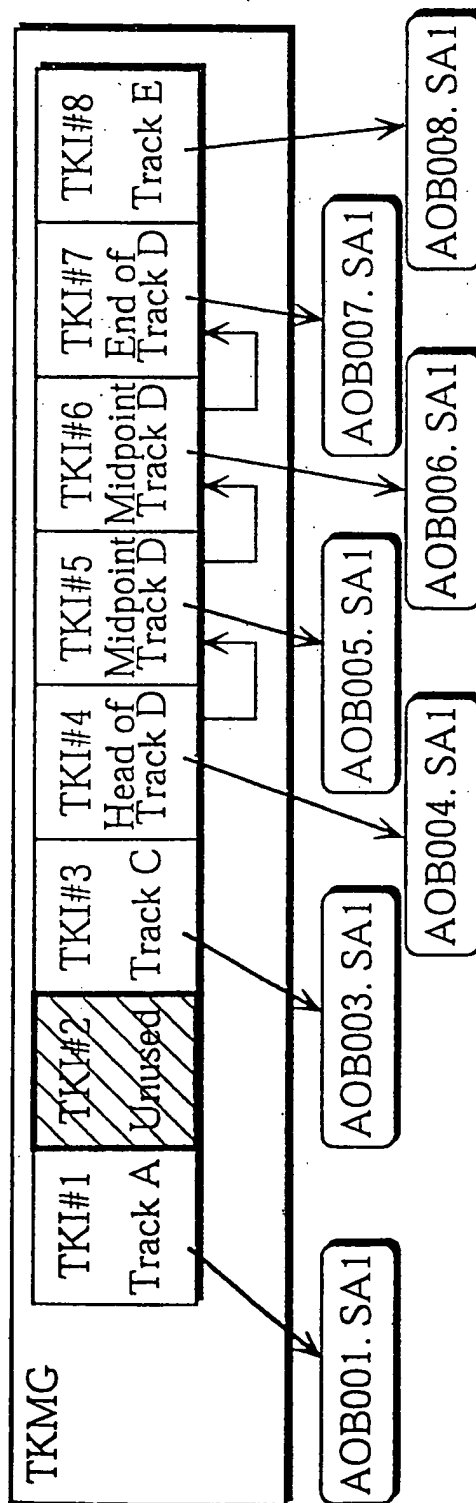 TKMG
TKI#1
Track A
TKI#2
Unused
TKI#3
Track C
TKI#4
Head of
Track D
TKI#5
Midpoint
Track D
TKI#6
Midpoint
Track D
TKI#7
End of
Track D
TKI#8
Track E
AOB001. SA1
AOB003. SA1
AOB004. SA1
AOB005. SA1
AOB006. SA1
AOB007. SA1
AOB008. SA1